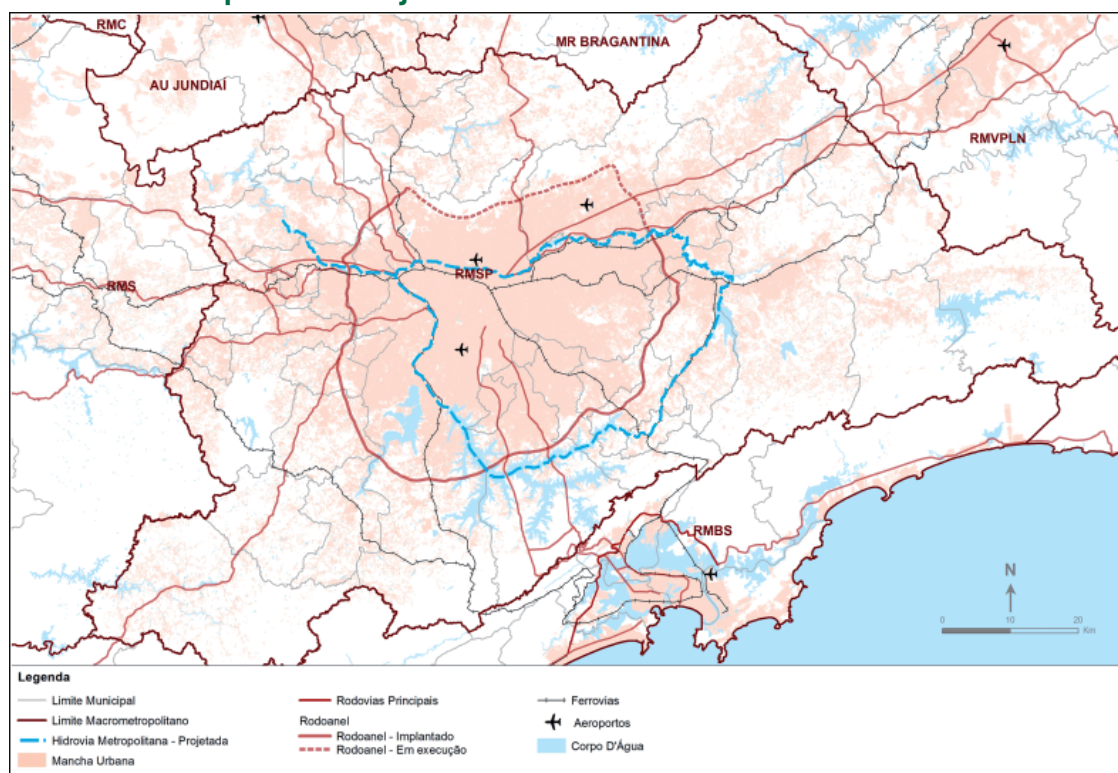 RMC
MR BRAGANTINA
AU JUNDIAÍ
RMVPLN
RMSP
RMS
RMBS
N
0 10 20
Km
Legenda
Limite Municipal
Limite Macrometropolitano
Hidrovia Metropolitana - Projetada
Mancha Urbana
Rodovias Principais
Rodoanel
Rodoanel - Implantado
Rodoanel - Em execução
Ferrovias
Aeroportos
Corpo D'Água